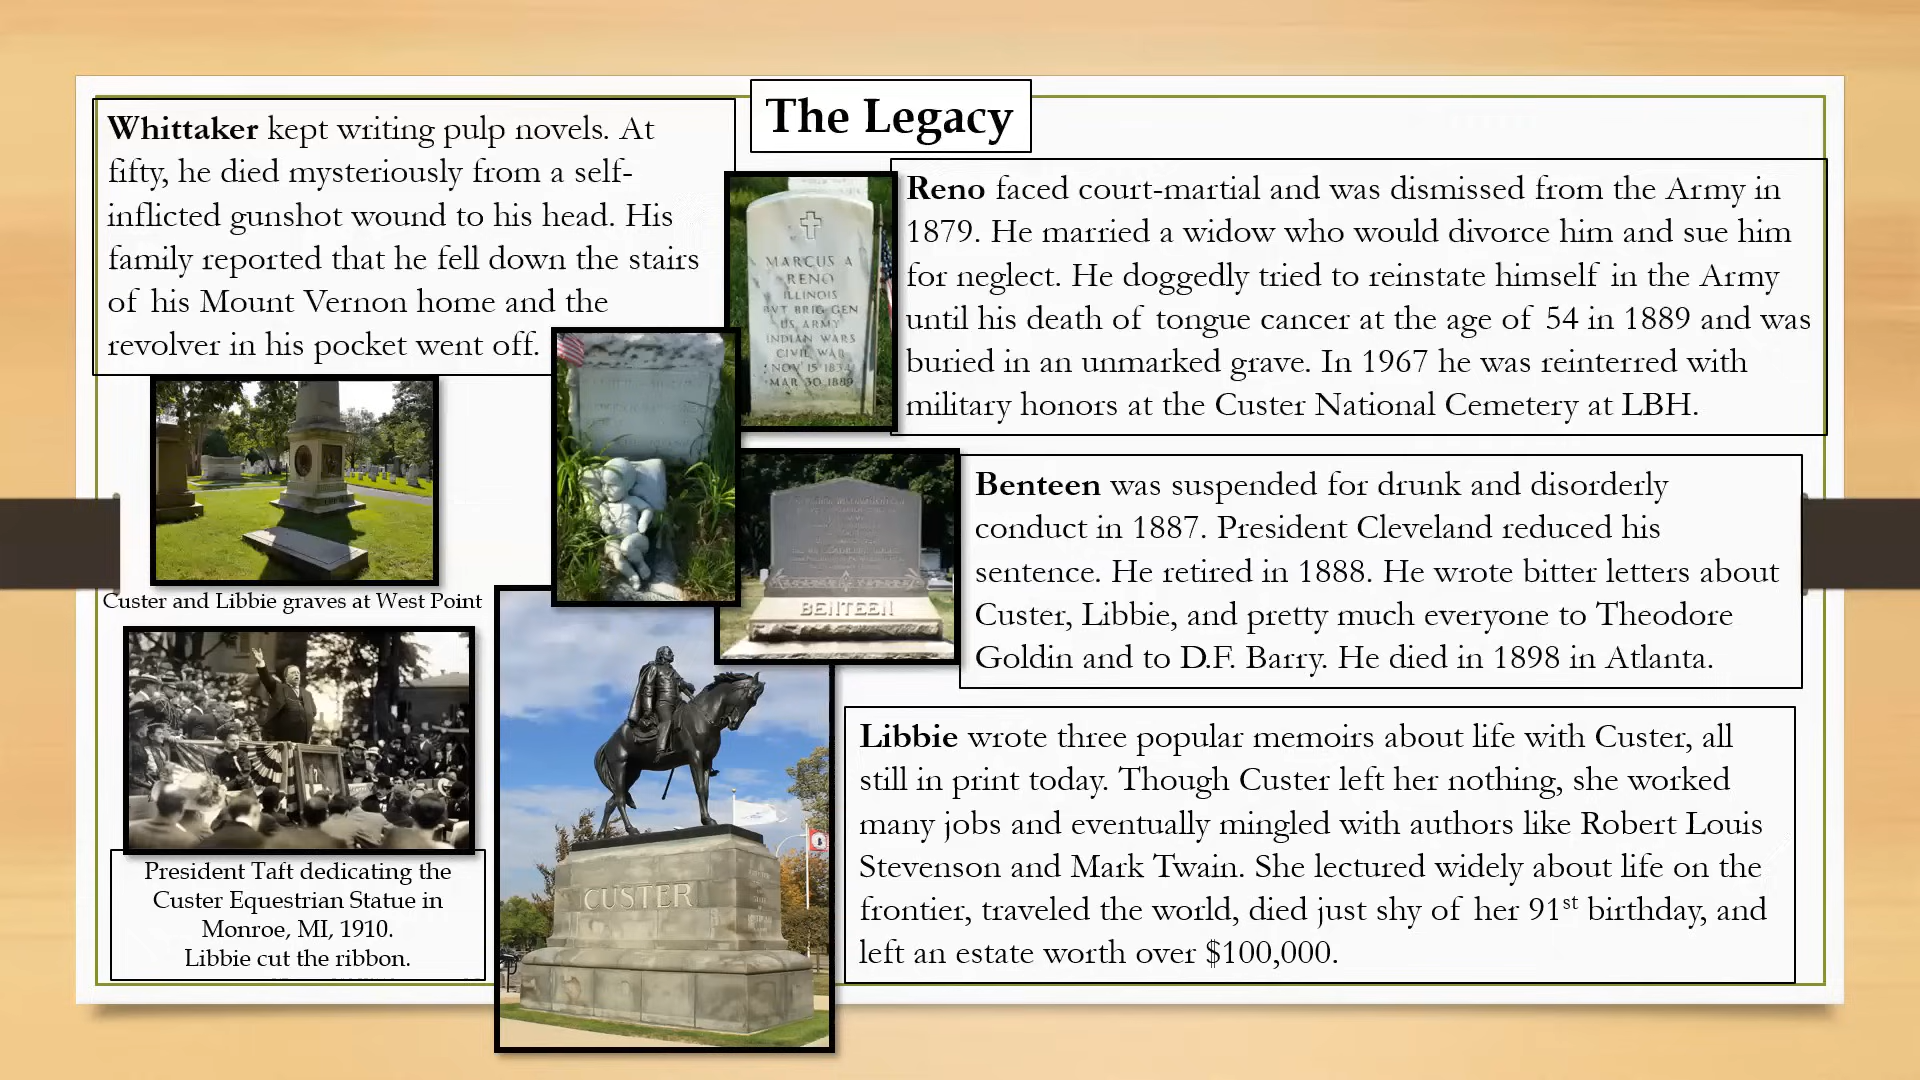 The Legacy
Whittaker kept writing pulp novels. At
fifty, he died mysteriously from a self-
inflicted gunshot wound to his head. His
family reported that he fell down the stairs
of his Mount Vernon home and the
revolver in his pocket went off.
MARCUS A
RENO
ILLINOIS
BVT BRIG GEN
US ARMY
INDIAN WARS
CIVIL WAR
NOV 15 1834
MAR 30 1889
Reno faced court-martial and was dismissed from the Army in
1879. He married a widow who would divorce him and sue him
for neglect. He doggedly tried to reinstate himself in the Army
until his death of tongue cancer at the age of 54 in 1889 and was
buried in an unmarked grave. In 1967 he was reinterred with
military honors at the Custer National Cemetery at LBH.
Custer and Libbie graves at West Point
BENTEEN
Benteen was suspended for drunk and disorderly
conduct in 1887. President Cleveland reduced his
sentence. He retired in 1888. He wrote bitter letters about
Custer, Libbie, and pretty much everyone to Theodore
Goldin and to D.F. Barry. He died in 1898 in Atlanta.
President Taft dedicating the
Custer Equestrian Statue in
Monroe, MI, 1910.
Libbie cut the ribbon.
CUSTER
Libbie wrote three popular memoirs about life with Custer, all
still in print today. Though Custer left her nothing, she worked
many jobs and eventually mingled with authors like Robert Louis
Stevenson and Mark Twain. She lectured widely about life on the
frontier, traveled the world, died just shy of her 91st birthday, and
left an estate worth over $100,000.